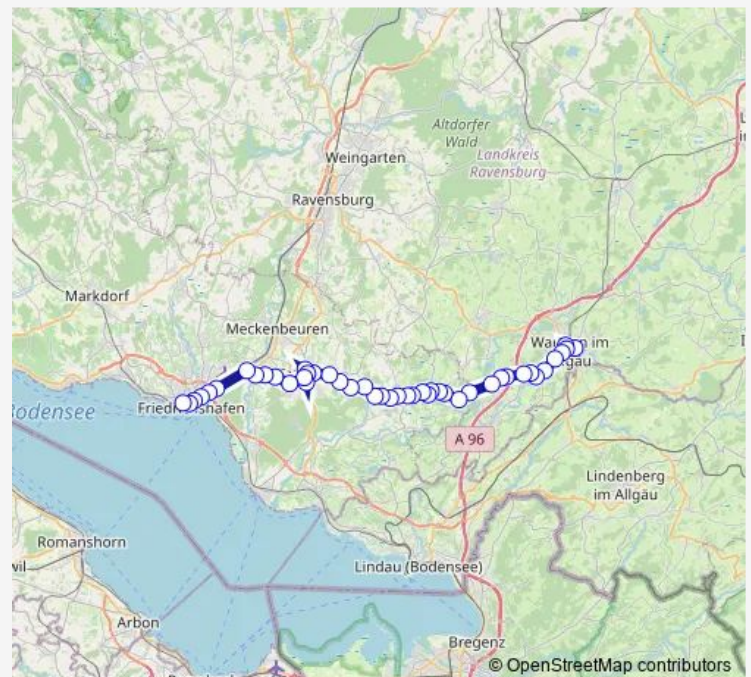 Altdorfer
Wald
Weingarten
Landkreis
Ravensburg
Ravensburg
Markdorf
Meckenbeuren
Bodensee
A 96
Lindenberg
im Allgäu
Romanshorn
Lindau (Bodensee)
Arbon
Bregenz
© OpenStreetMap contributors